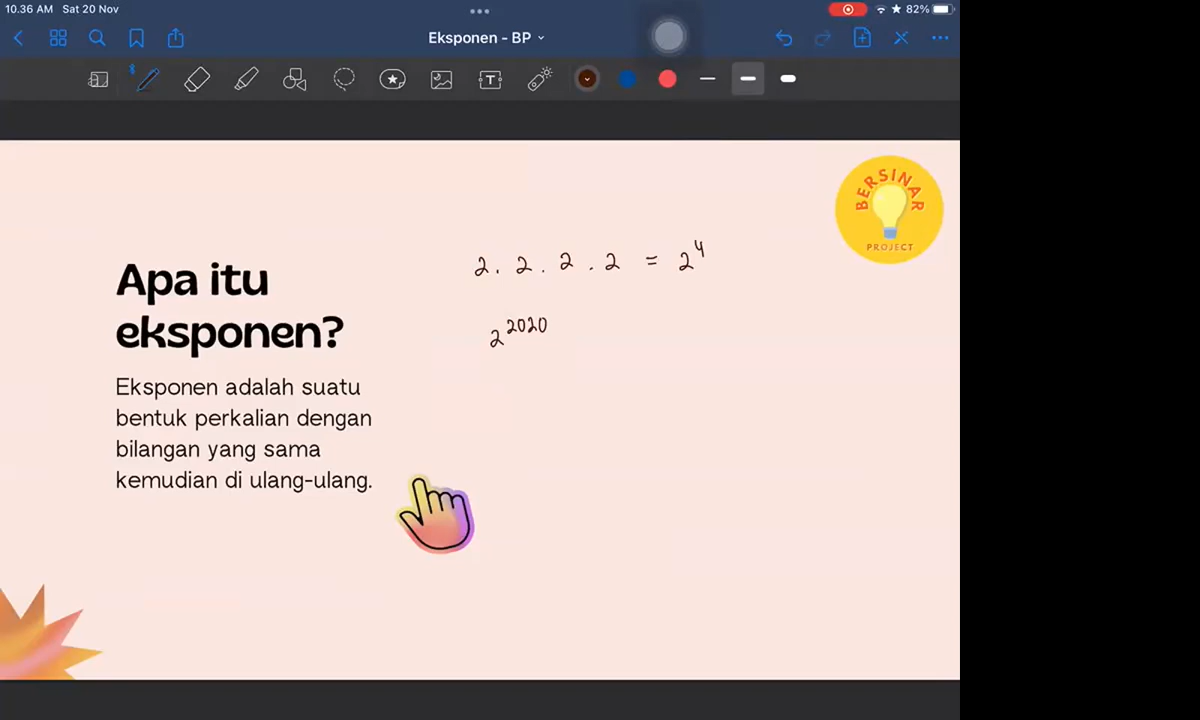 10.36 AM Sat 20 Nov
82%
Eksponen - BP
T
BERSINAR
PROJECT
Apa itu
eksponen?
Eksponen adalah suatu
bentuk perkalian dengan
bilangan yang sama
kemudian di ulang-ulang.
2 . 2 . 2 . 2 = 2⁴
2²⁰²⁰